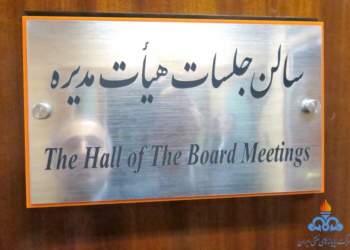 سالن جلسات هیأت مدیره
The Hall of The Board Meetings